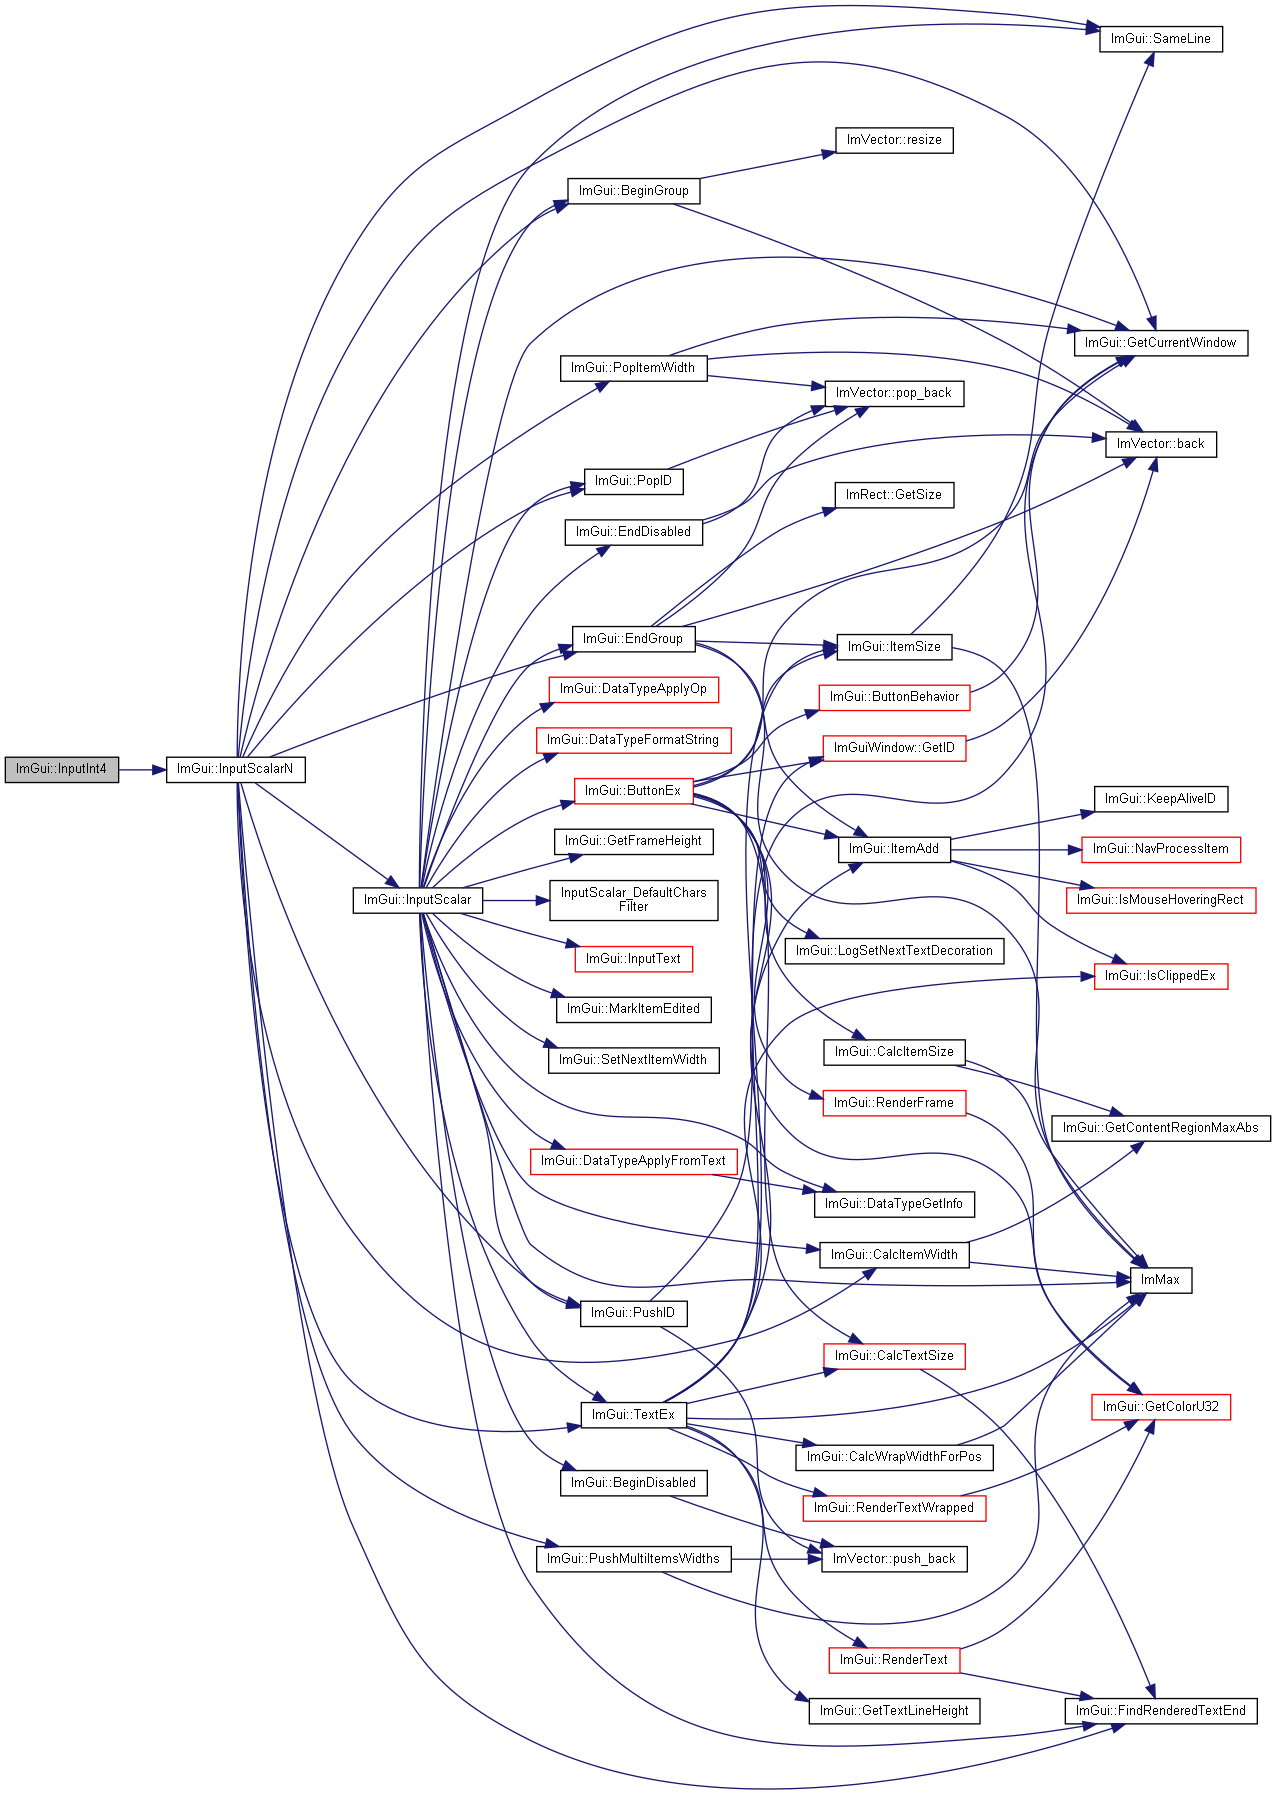 ImGui::SameLine
ImVector::resize
ImGui::BeginGroup
ImGui::GetCurrentWindow
ImGui::PopItemWidth
ImVector::pop_back
ImVector::back
ImGui::PopID
ImRect::GetSize
ImGui::EndDisabled
ImGui::EndGroup
ImGui::ItemSize
ImGui::DataTypeApplyOp
ImGui::ButtonBehavior
ImGui::DataTypeFormatString
ImGuiWindow::GetID
ImGui::InputInt4
ImGui::InputScalarN
ImGui::ButtonEx
ImGui::KeepAliveID
ImGui::GetFrameHeight
ImGui::ItemAdd
ImGui::NavProcessItem
ImGui::InputScalar
InputScalar_DefaultChars
Filter
ImGui::IsMouseHoveringRect
ImGui::InputText
ImGui::LogSetNextTextDecoration
ImGui::IsClippedEx
ImGui::MarkItemEdited
ImGui::SetNextItemWidth
ImGui::CalcItemSize
ImGui::RenderFrame
ImGui::GetContentRegionMaxAbs
ImGui::DataTypeApplyFromText
ImGui::DataTypeGetInfo
ImGui::CalcItemWidth
ImMax
ImGui::PushID
ImGui::CalcTextSize
ImGui::TextEx
ImGui::GetColorU32
ImGui::CalcWrapWidthForPos
ImGui::BeginDisabled
ImGui::RenderTextWrapped
ImGui::PushMultiItemsWidths
ImVector::push_back
ImGui::RenderText
ImGui::GetTextLineHeight
ImGui::FindRenderedTextEnd